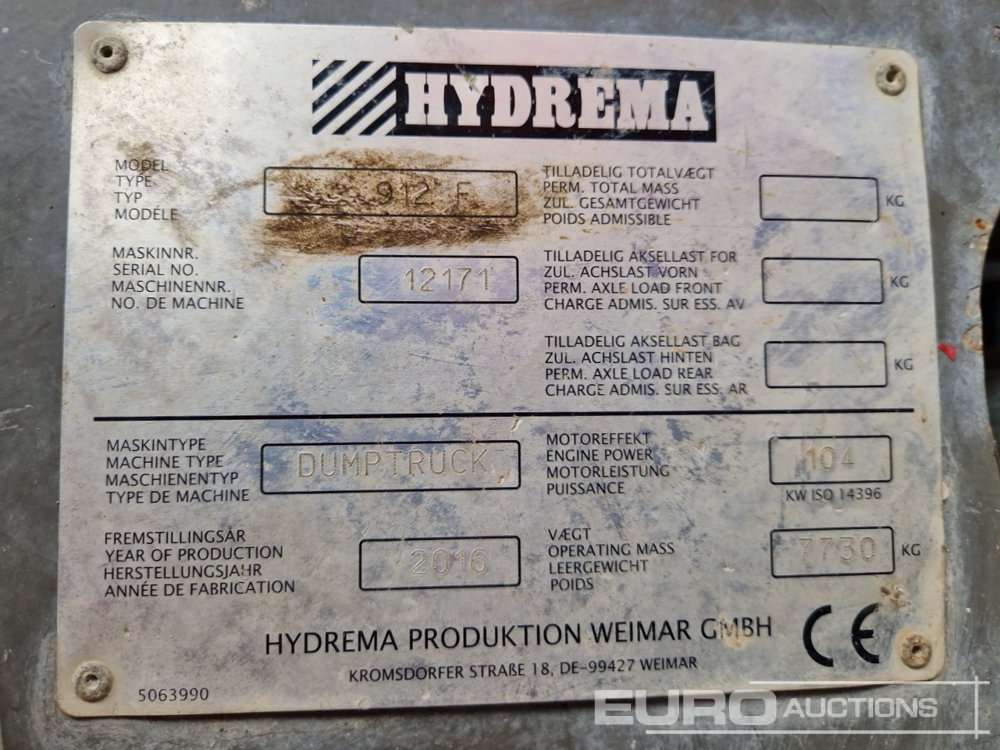 HYDREMA
MODEL
TYPE
TYP
MODÉLE
912 F
TILLADELIG TOTALVÆGT
PERM. TOTAL MASS
ZUL. GESAMTGEWICHT
POIDS ADMISSIBLE
KG
MASKINNR.
SERIAL NO.
MASCHINENNR.
NO. DE MACHINE
12171
TILLADELIG AKSELLAST FOR
ZUL. ACHSLAST VORN
PERM. AXLE LOAD FRONT
CHARGE ADMIS. SUR ESS. AV
KG
TILLADELIG AKSELLAST BAG
ZUL. ACHSLAST HINTEN
PERM. AXLE LOAD REAR
CHARGE ADMIS. SUR ESS. AR
KG
MASKINTYPE
MACHINE TYPE
MASCHIENENTYP
TYPE DE MACHINE
DUMPTRUCK
MOTOREFFEKT
ENGINE POWER
MOTORLEISTUNG
PUISSANCE
104
KW ISO 14396
FREMSTILLINGSÅR
YEAR OF PRODUCTION
HERSTELLUNGSJAHR
ANNÉE DE FABRICATION
2016
VÆGT
OPERATING MASS
LEERGEWICHT
POIDS
7730 KG
HYDREMA PRODUKTION WEIMAR GMBH
KROMSDORFER STRAßE 18, DE-99427 WEIMAR
CE
5063990
EURO AUCTIONS